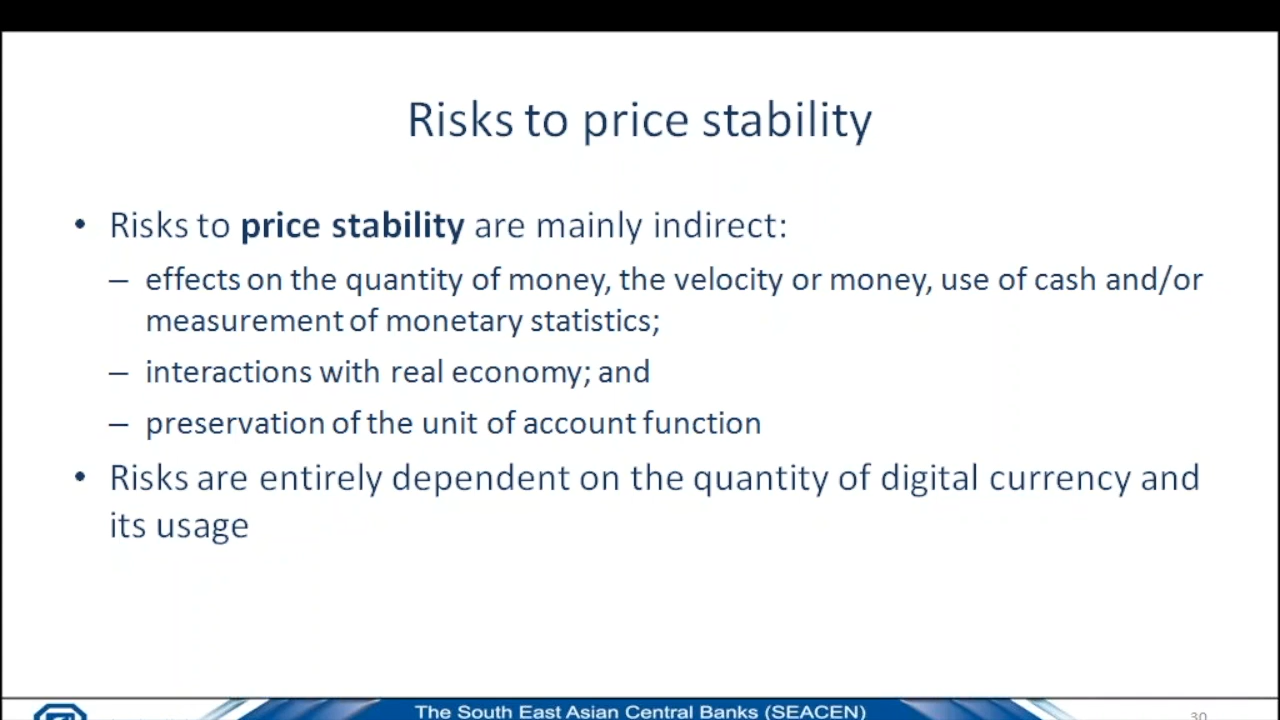 Risks to price stability
• Risks to price stability are mainly indirect:
– effects on the quantity of money, the velocity or money, use of cash and/or
measurement of monetary statistics;
– interactions with real economy; and
– preservation of the unit of account function
• Risks are entirely dependent on the quantity of digital currency and
its usage
The South East Asian Central Banks (SEACEN)
30